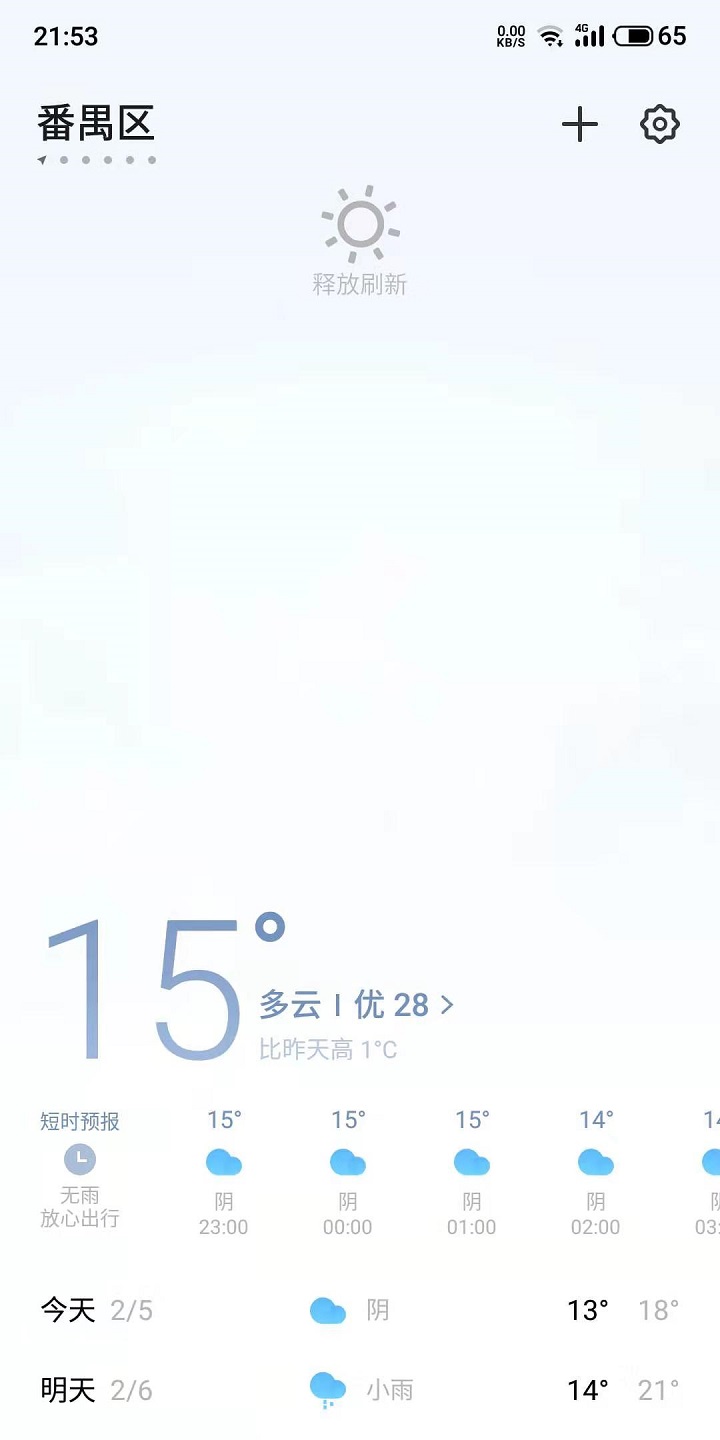 21:53
0.00 KB/S 4G 65
番禺区
释放刷新
15°
多云 | 优 28 >
比昨天高 1°C
短时预报 15° 15° 15° 14°
无雨 阴 阴 阴 阴
放心出行 23:00 00:00 01:00 02:00
今天 2/5 阴 13° 18°
明天 2/6 小雨 14° 21°